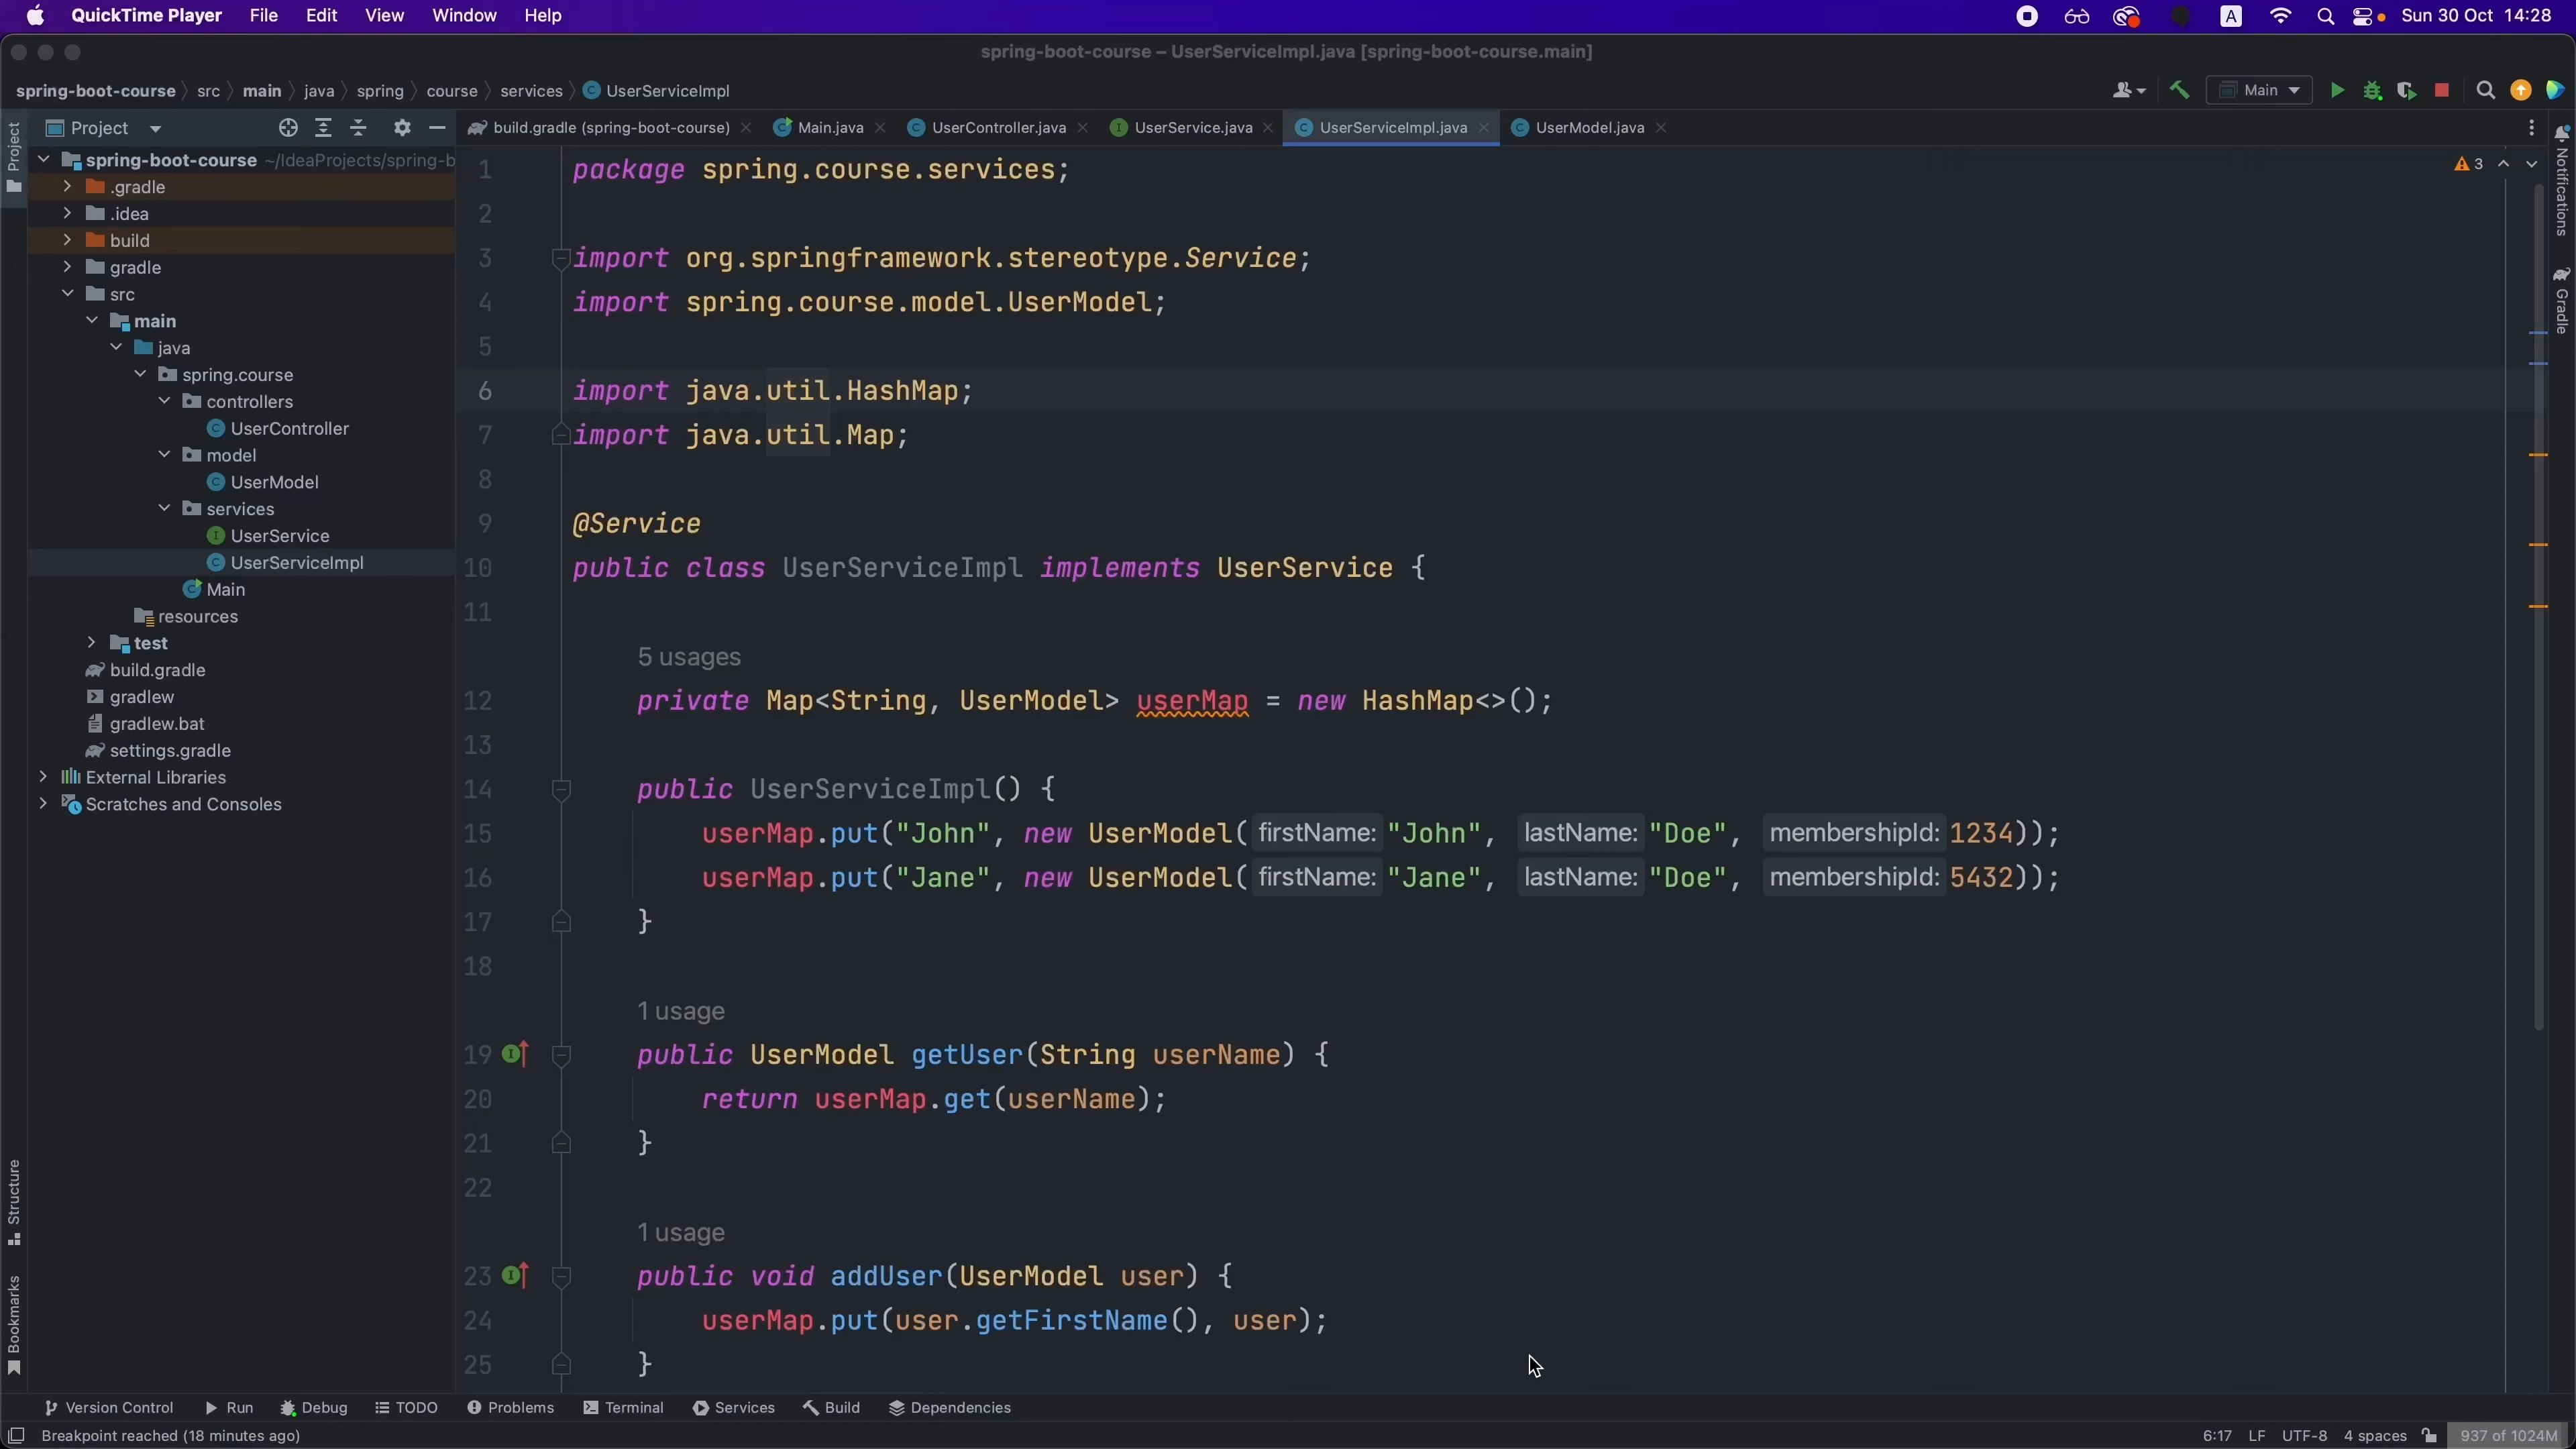 QuickTime Player File Edit View Window Help
A Sun 30 Oct 14:28
spring-boot-course – UserServiceImpl.java [spring-boot-course.main]
spring-boot-course src main java spring course services UserServiceImpl
Main
Project
build.gradle (spring-boot-course) Main.java UserController.java UserService.java UserServiceImpl.java UserModel.java
Project
spring-boot-course ~/IdeaProjects/spring-b
.gradle
.idea
build
gradle
src
main
java
spring.course
controllers
UserController
model
UserModel
services
UserService
UserServiceImpl
Main
resources
test
build.gradle
gradlew
gradlew.bat
settings.gradle
External Libraries
Scratches and Consoles
Structure
Bookmarks
3
1 package spring.course.services;
2
3 import org.springframework.stereotype.Service;
4 import spring.course.model.UserModel;
5
6 import java.util.HashMap;
7 import java.util.Map;
8
9 @Service
10 public class UserServiceImpl implements UserService {
11
5 usages
12 private Map<String, UserModel> userMap = new HashMap<>();
13
14 public UserServiceImpl() {
15 userMap.put("John", new UserModel( firstName: "John", lastName: "Doe", membershipId: 1234));
16 userMap.put("Jane", new UserModel( firstName: "Jane", lastName: "Doe", membershipId: 5432));
17 }
18
1 usage
19 public UserModel getUser(String userName) {
20 return userMap.get(userName);
21 }
22
1 usage
23 public void addUser(UserModel user) {
24 userMap.put(user.getFirstName(), user);
25 }
Notifications
Gradle
Version Control Run Debug TODO Problems Terminal Services Build Dependencies
Breakpoint reached (18 minutes ago)
6:17 LF UTF-8 4 spaces 937 of 1024M